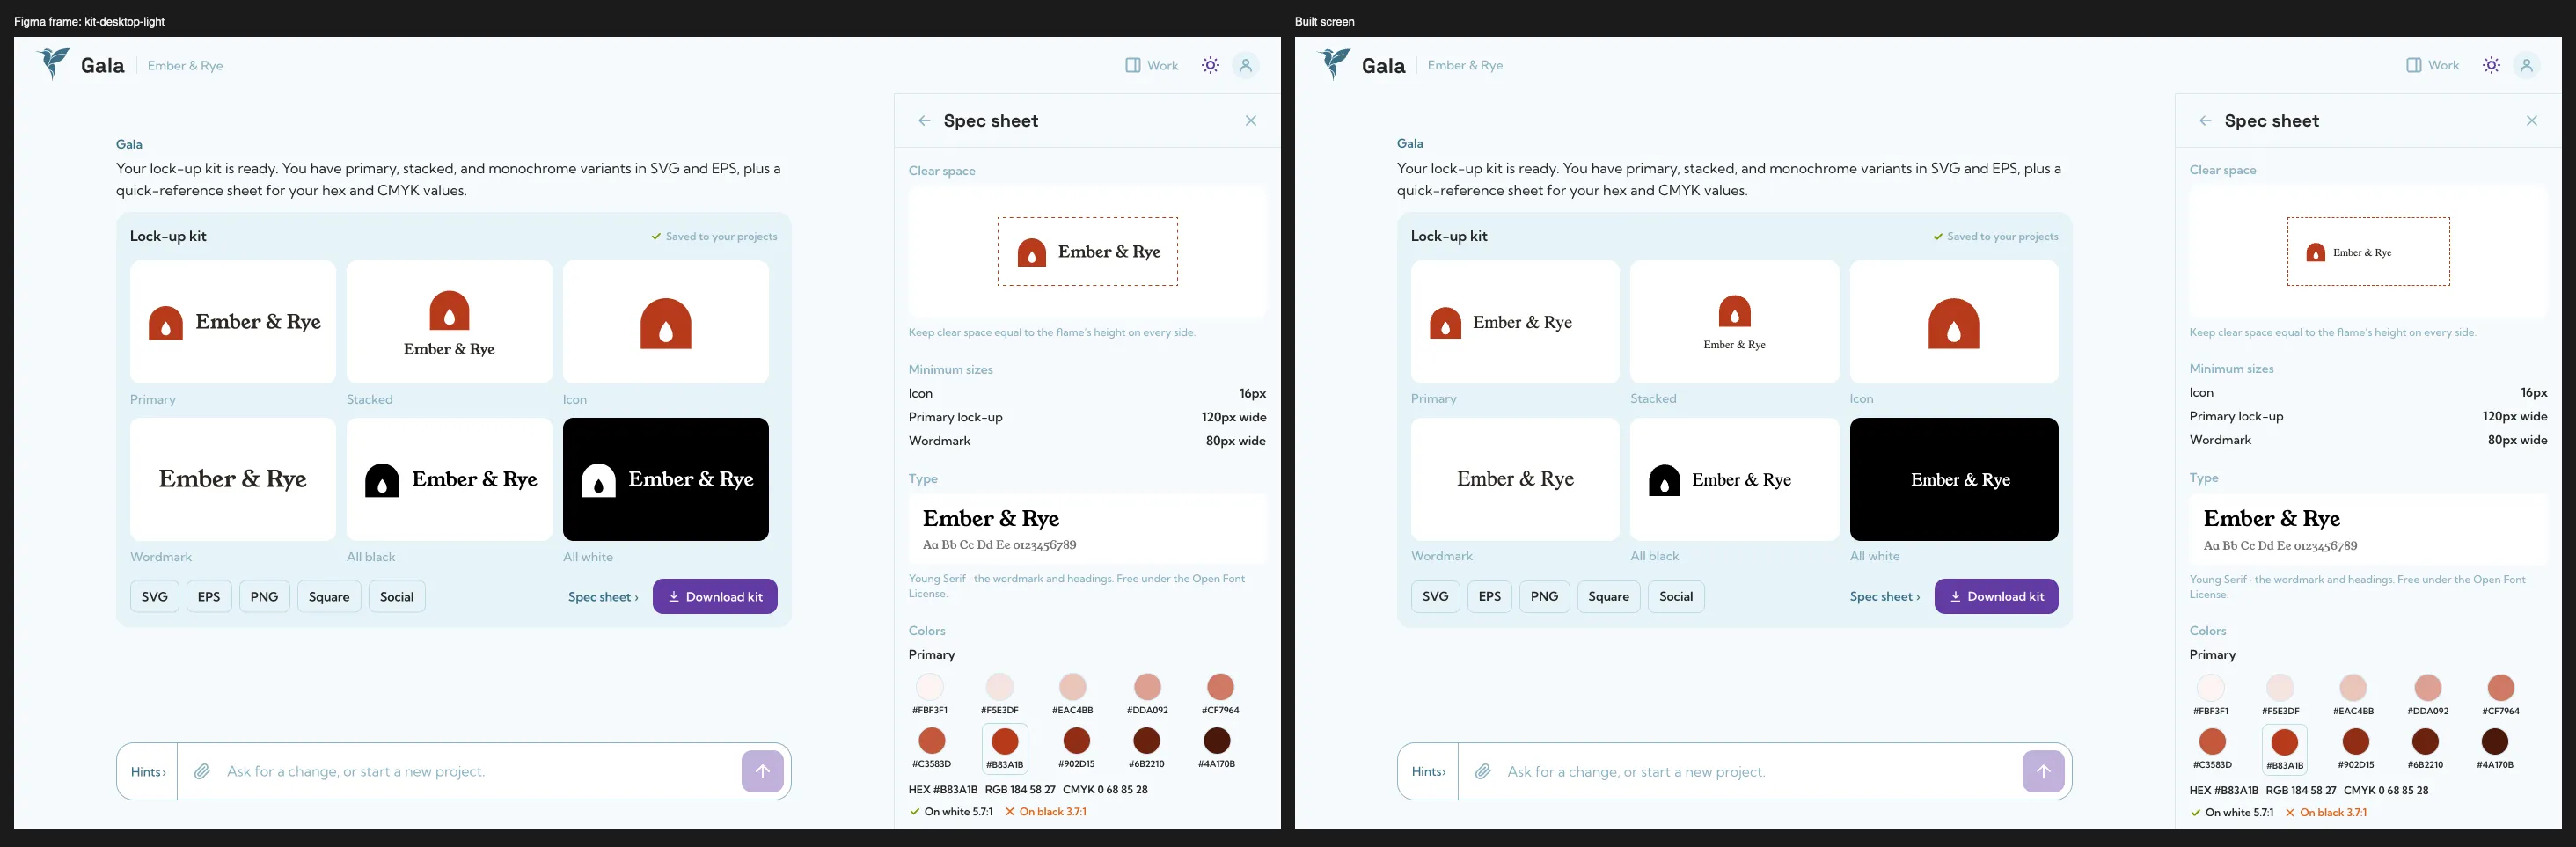 Figma frame: kit-desktop-light
Gala
Ember & Rye
Work
Gala
Your lock-up kit is ready. You have primary, stacked, and monochrome variants in SVG and EPS, plus a
quick-reference sheet for your hex and CMYK values.
Lock-up kit
Saved to your projects
Ember & Rye
Ember & Rye
Primary
Stacked
Icon
Ember & Rye
Ember & Rye
Ember & Rye
Wordmark
All black
All white
SVG
EPS
PNG
Square
Social
Spec sheet ›
Download kit
Hints›
Ask for a change, or start a new project.
Spec sheet
Clear space
Ember & Rye
Keep clear space equal to the flame's height on every side.
Minimum sizes
Icon 16px
Primary lock-up 120px wide
Wordmark 80px wide
Type
Ember & Rye
Aa Bb Cc Dd Ee 0123456789
Young Serif · the wordmark and headings. Free under the Open Font
License.
Colors
Primary
#FBF3F1 #F5E3DF #EAC4BB #DDA092 #CF7964
#C3583D #B83A1B #902D15 #6B2210 #4A170B
HEX #B83A1B RGB 184 58 27 CMYK 0 68 85 28
On white 5.7:1 On black 3.7:1
Built screen
Gala
Ember & Rye
Work
Gala
Your lock-up kit is ready. You have primary, stacked, and monochrome variants in SVG and EPS, plus a
quick-reference sheet for your hex and CMYK values.
Lock-up kit
Saved to your projects
Ember & Rye
Ember & Rye
Primary
Stacked
Icon
Ember & Rye
Ember & Rye
Ember & Rye
Wordmark
All black
All white
SVG
EPS
PNG
Square
Social
Spec sheet ›
Download kit
Hints›
Ask for a change, or start a new project.
Spec sheet
Clear space
Ember & Rye
Keep clear space equal to the flame's height on every side.
Minimum sizes
Icon 16px
Primary lock-up 120px wide
Wordmark 80px wide
Type
Ember & Rye
Aa Bb Cc Dd Ee 0123456789
Young Serif · the wordmark and headings. Free under the Open Font
License.
Colors
Primary
#FBF3F1 #F5E3DF #EAC4BB #DDA092 #CF7964
#C3583D #B83A1B #902D15 #6B2210 #4A170B
HEX #B83A1B RGB 184 58 27 CMYK 0 68 85 28
On white 5.7:1 On black 3.7:1